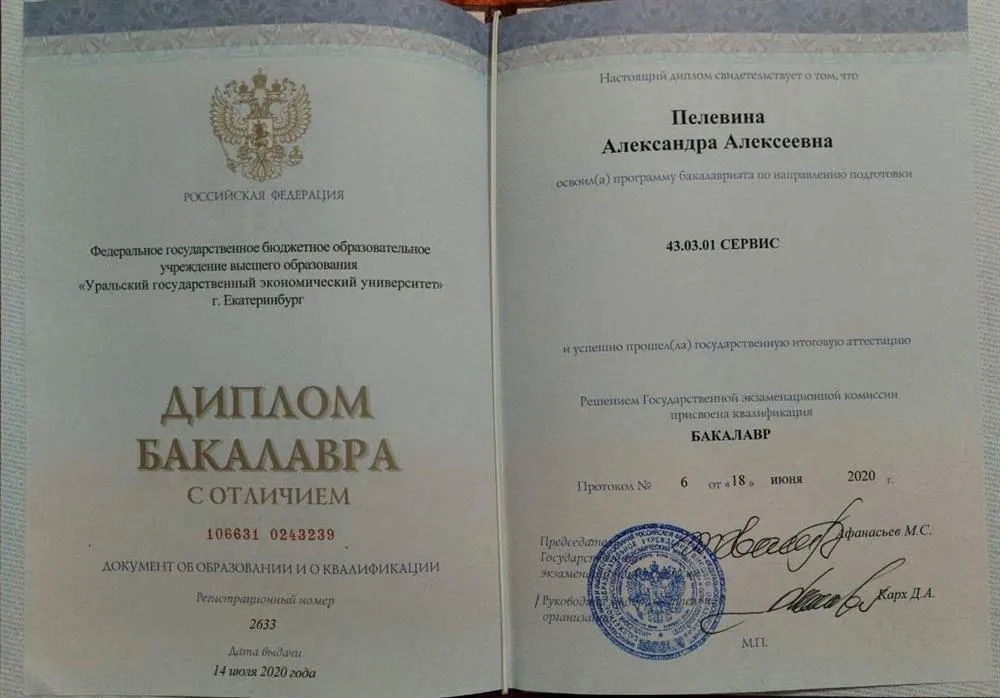 РОССИЙСКАЯ ФЕДЕРАЦИЯ
Федеральное государственное бюджетное образовательное
учреждение высшего образования
«Уральский государственный экономический университет»
г. Екатеринбург
ДИПЛОМ
БАКАЛАВРА
С ОТЛИЧИЕМ
106631 0243239
ДОКУМЕНТ ОБ ОБРАЗОВАНИИ И О КВАЛИФИКАЦИИ
Регистрационный номер
2633
Дата выдачи
14 июля 2020 года
Настоящий диплом свидетельствует о том, что
Пелевина
Александра Алексеевна
освоил(а) программу бакалавриата по направлению подготовки
43.03.01 СЕРВИС
и успешно прошел(ла) государственную итоговую аттестацию
Решением Государственной экзаменационной комиссии
присвоена квалификация
БАКАЛАВР
Протокол № 6 от «18» июня 2020 г.
Афанасьев М.С.
Карх Д.А.
М.П.